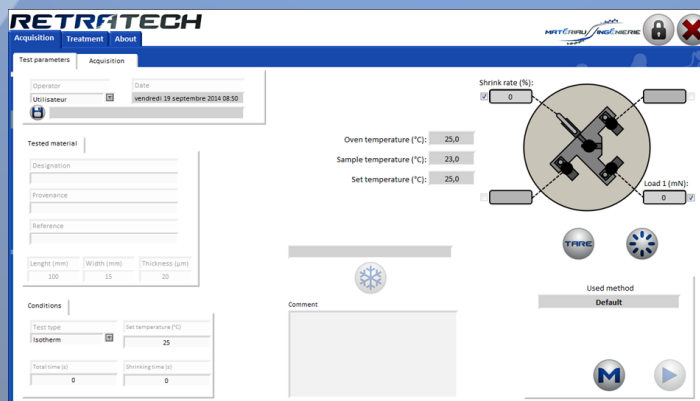 RETRATECH
Acquisition Treatment About
MATÉRIAU INGÉNIERIE
Test parameters Acquisition
Operator Date
Utilisateur vendredi 19 septembre 2014 08:50
Shrink rate (%):
0
Tested material
Designation
Provenance
Reference
Lenght (mm) Width (mm) Thickness (µm)
100 15 20
Oven temperature (°C): 25,0
Sample temperature (°C): 23,0
Set temperature (°C): 25,0
Load 1 (mN):
0
TARE
Conditions
Test type Set tamparature (°C)
Isotherm 25
Total time (s) Shrinking time (s)
0 0
Comment
Used method
Default
M